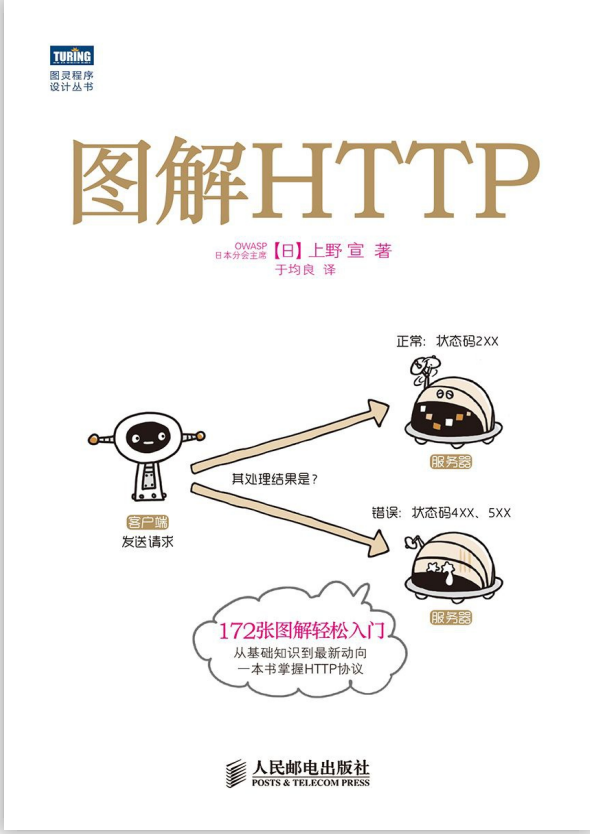 TURING
图灵程序
设计丛书
图解HTTP
OWASP
日本分会主席
【日】上野 宣 著
于均良 译
正常：状态码2XX
服务器
其处理结果是？
客户端
发送请求
错误：状态码4XX、5XX
服务器
172张图解轻松入门
从基础知识到最新动向
一本书掌握HTTP协议
人民邮电出版社
POSTS & TELECOM PRESS